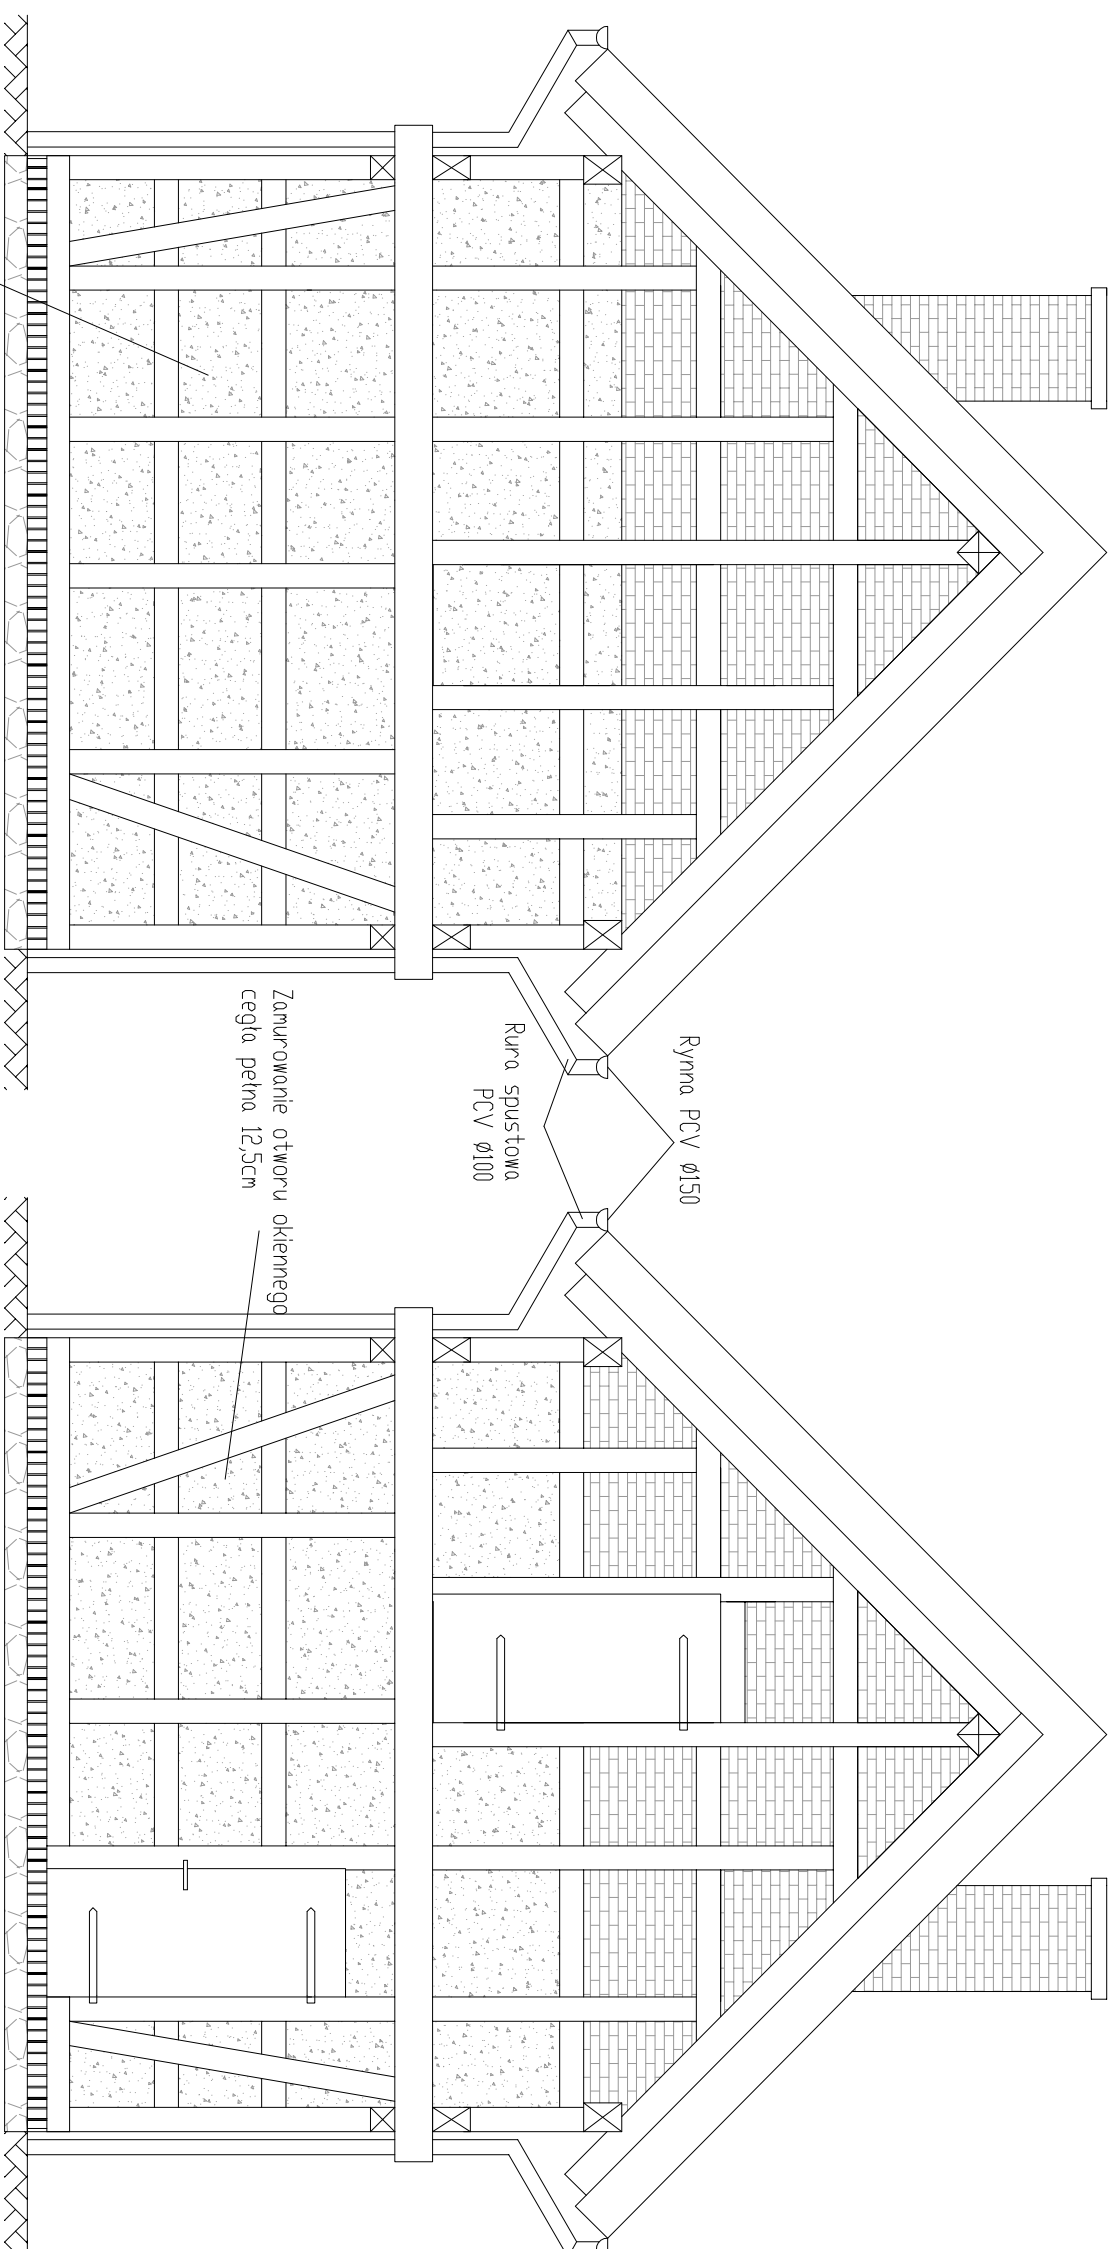 Rynna PCV Ø150
Rura spustowa
PCV Ø100
Zamurowanie otworu okiennego
cegła pełna 12,5cm